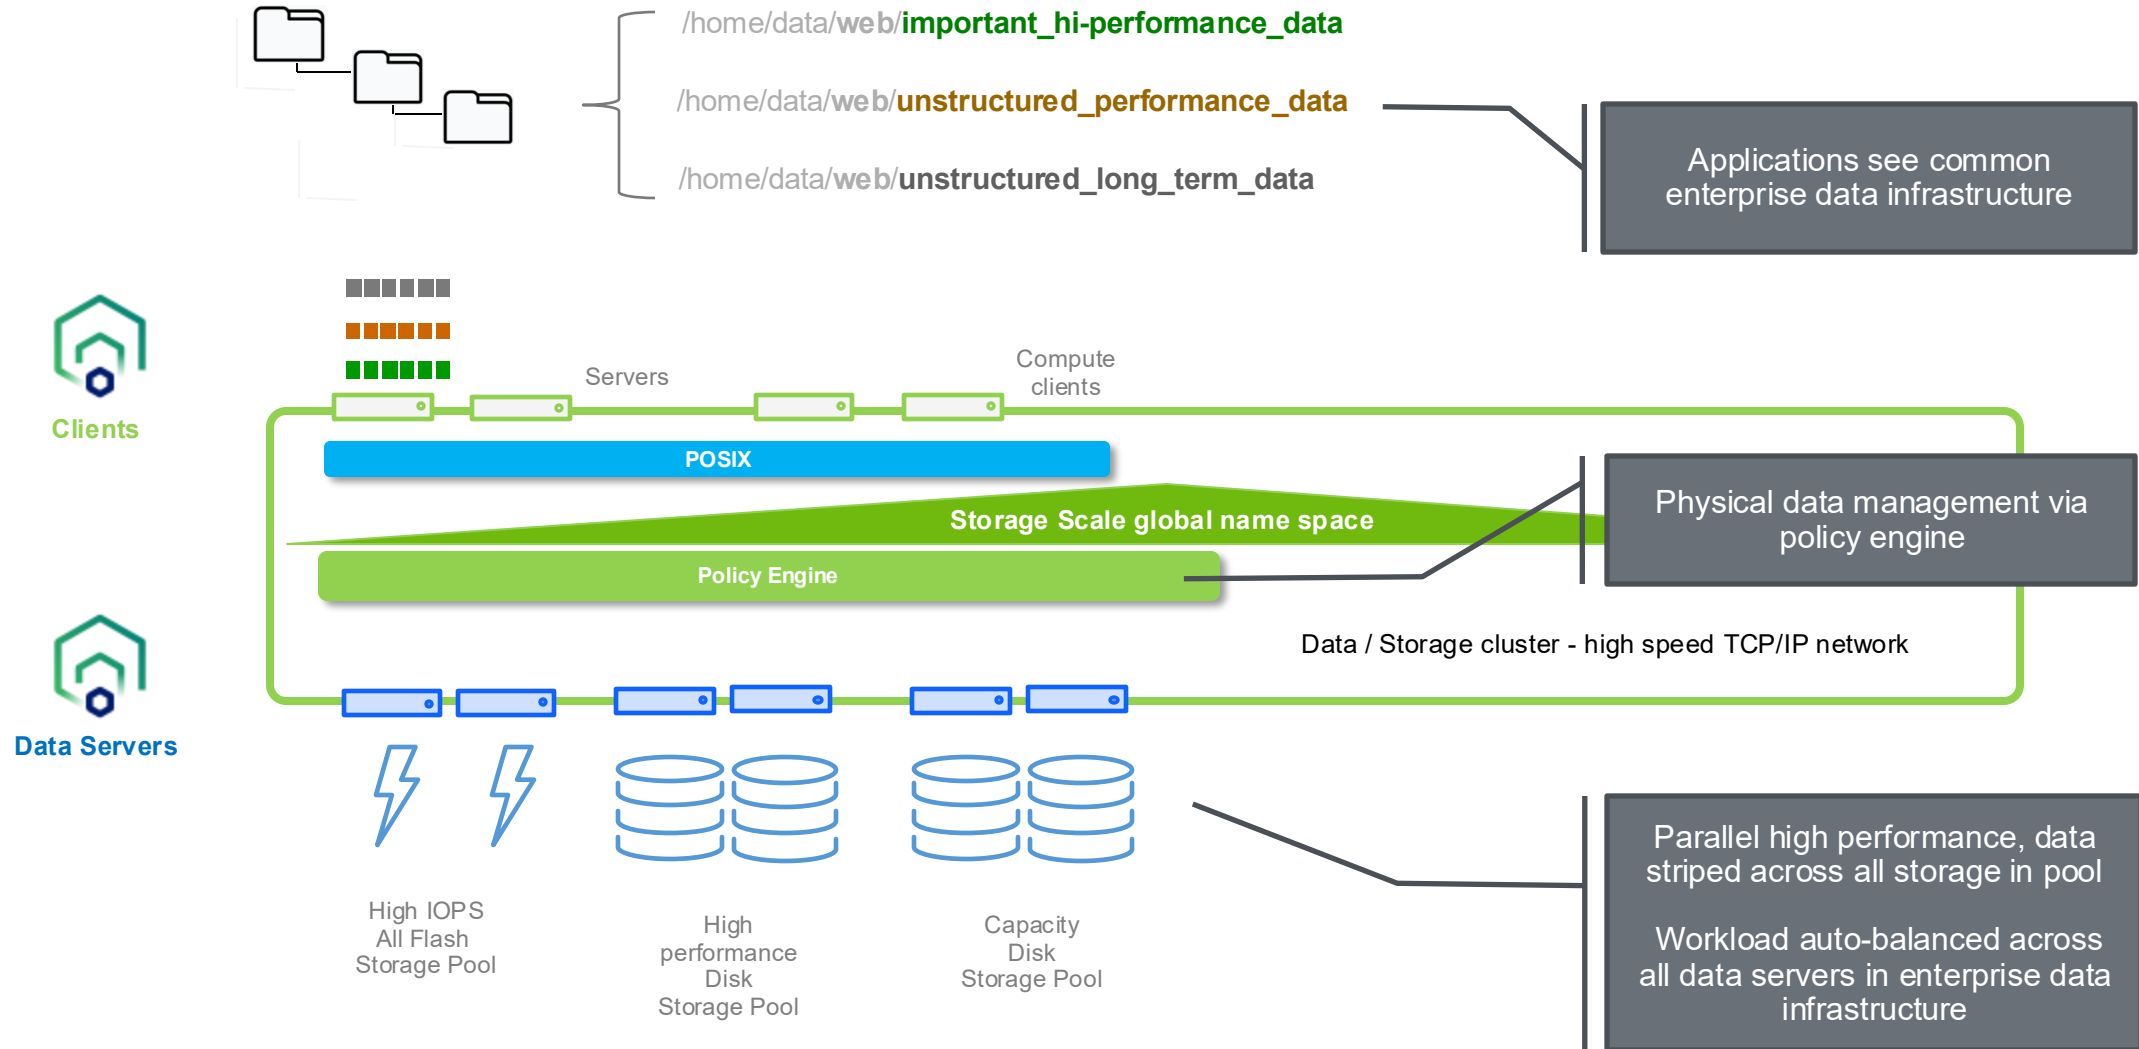 /home/data/web/important_hi-performance_data
/home/data/web/unstructured_performance_data
/home/data/web/unstructured_long_term_data
Applications see common
enterprise data infrastructure
Servers
Compute
clients
Clients
POSIX
Storage Scale global name space
Policy Engine
Physical data management via
policy engine
Data / Storage cluster - high speed TCP/IP network
Data Servers
High IOPS
All Flash
Storage Pool
High
performance
Disk
Storage Pool
Capacity
Disk
Storage Pool
Parallel high performance, data
striped across all storage in pool
Workload auto-balanced across
all data servers in enterprise data
infrastructure